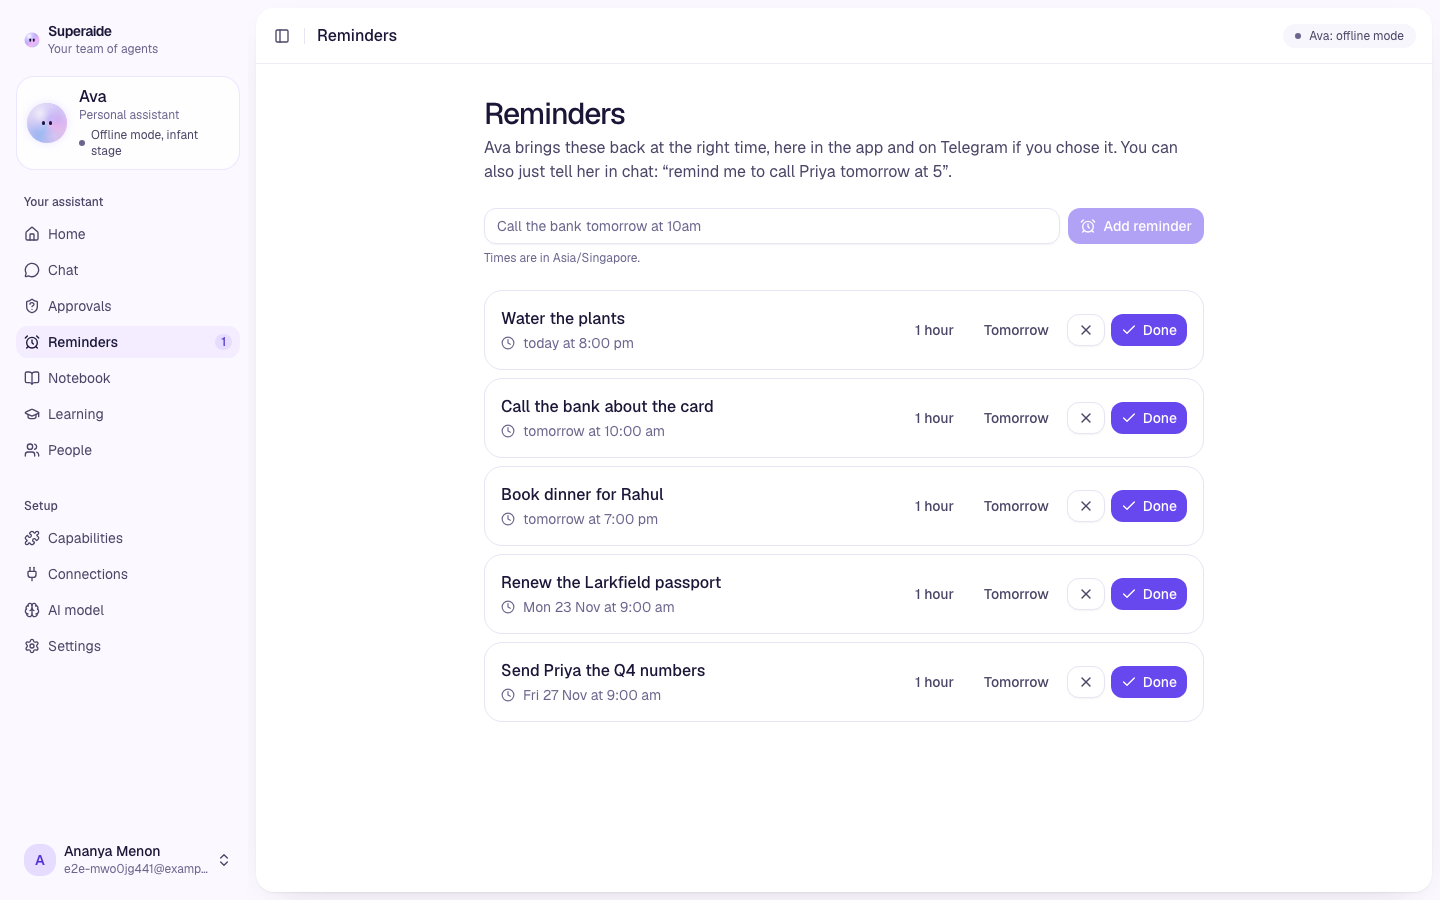 Superaide
Your team of agents
Ava
Personal assistant
Offline mode, infant
stage
Your assistant
Home
Chat
Approvals
Reminders 1
Notebook
Learning
People
Setup
Capabilities
Connections
AI model
Settings
A
Ananya Menon
e2e-mwo0jg441@examp...
Reminders
Ava: offline mode
Reminders
Ava brings these back at the right time, here in the app and on Telegram if you chose it. You can
also just tell her in chat: “remind me to call Priya tomorrow at 5”.
Call the bank tomorrow at 10am
Add reminder
Times are in Asia/Singapore.
Water the plants
today at 8:00 pm
1 hour Tomorrow Done
Call the bank about the card
tomorrow at 10:00 am
1 hour Tomorrow Done
Book dinner for Rahul
tomorrow at 7:00 pm
1 hour Tomorrow Done
Renew the Larkfield passport
Mon 23 Nov at 9:00 am
1 hour Tomorrow Done
Send Priya the Q4 numbers
Fri 27 Nov at 9:00 am
1 hour Tomorrow Done